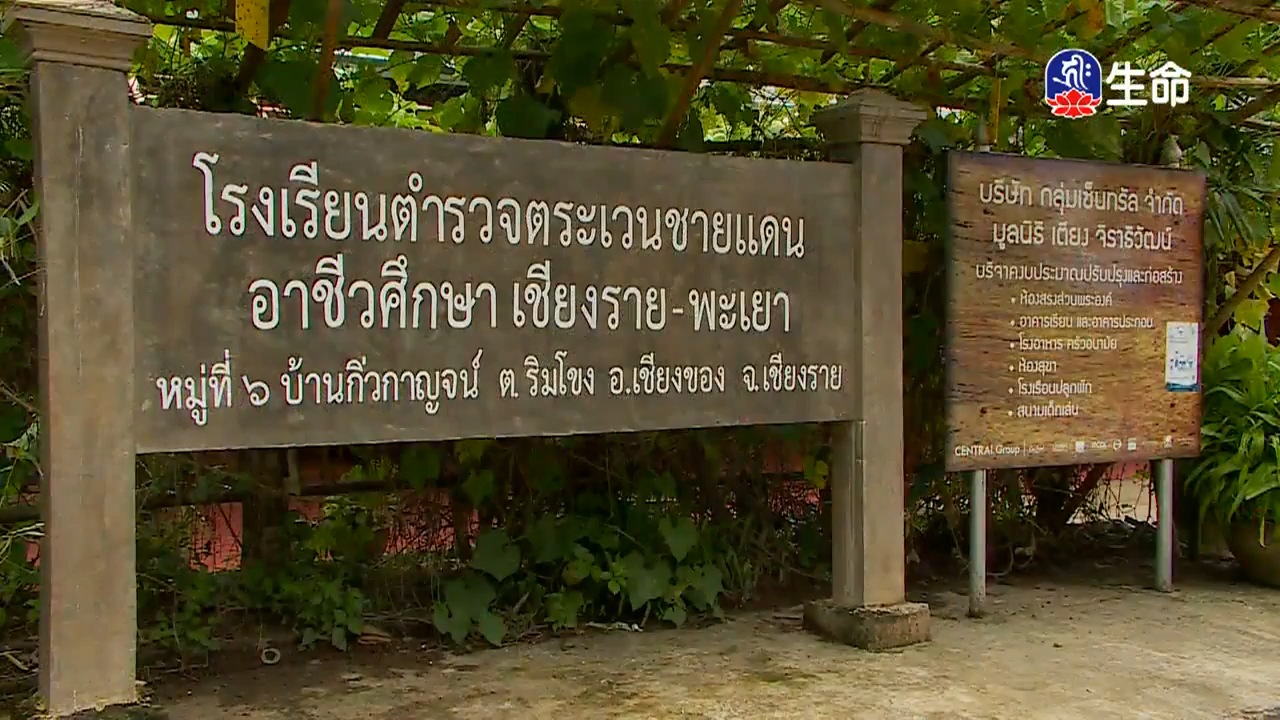 生命
โรงเรียนตำรวจตระเวนชายแดน
อาชีวศึกษา เชียงราย-พะเยา
หมู่ที่ ๖ บ้านกิ่วกาญจน์ ต.ริมโขง อ.เชียงของ จ.เชียงราย
บริษัท กลุ่มเซ็นทรัล จำกัด
มูลนิธิ เตียง จิราธิวัฒน์
บริจาคงบประมาณปรับปรุงและก่อสร้าง
• ห้องสรงส่วนพระองค์
• อาคารเรียน และอาคารประกอบ
• โรงอาหาร ครัวอนามัย
• ห้องสุขา
• โรงเรือนปลูกผัก
• สนามเด็กเล่น
CENTRAL Group